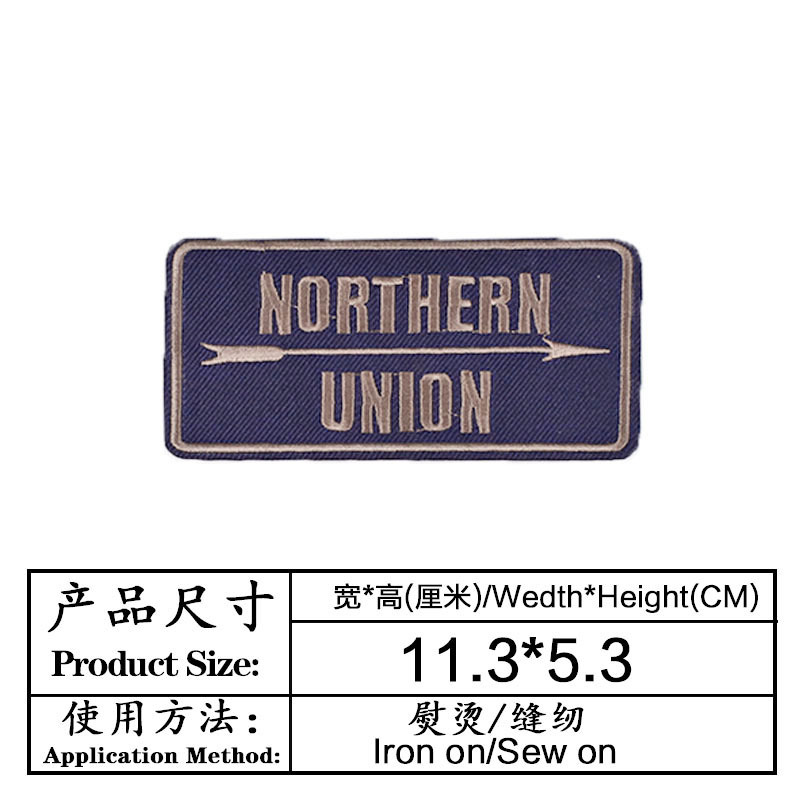 NORTHERN
UNION
产品尺寸
Product Size:
宽*高(厘米)/Wedth*Height(CM)
11.3*5.3
使用方法:
Application Method:
熨烫/缝纫
Iron on/Sew on